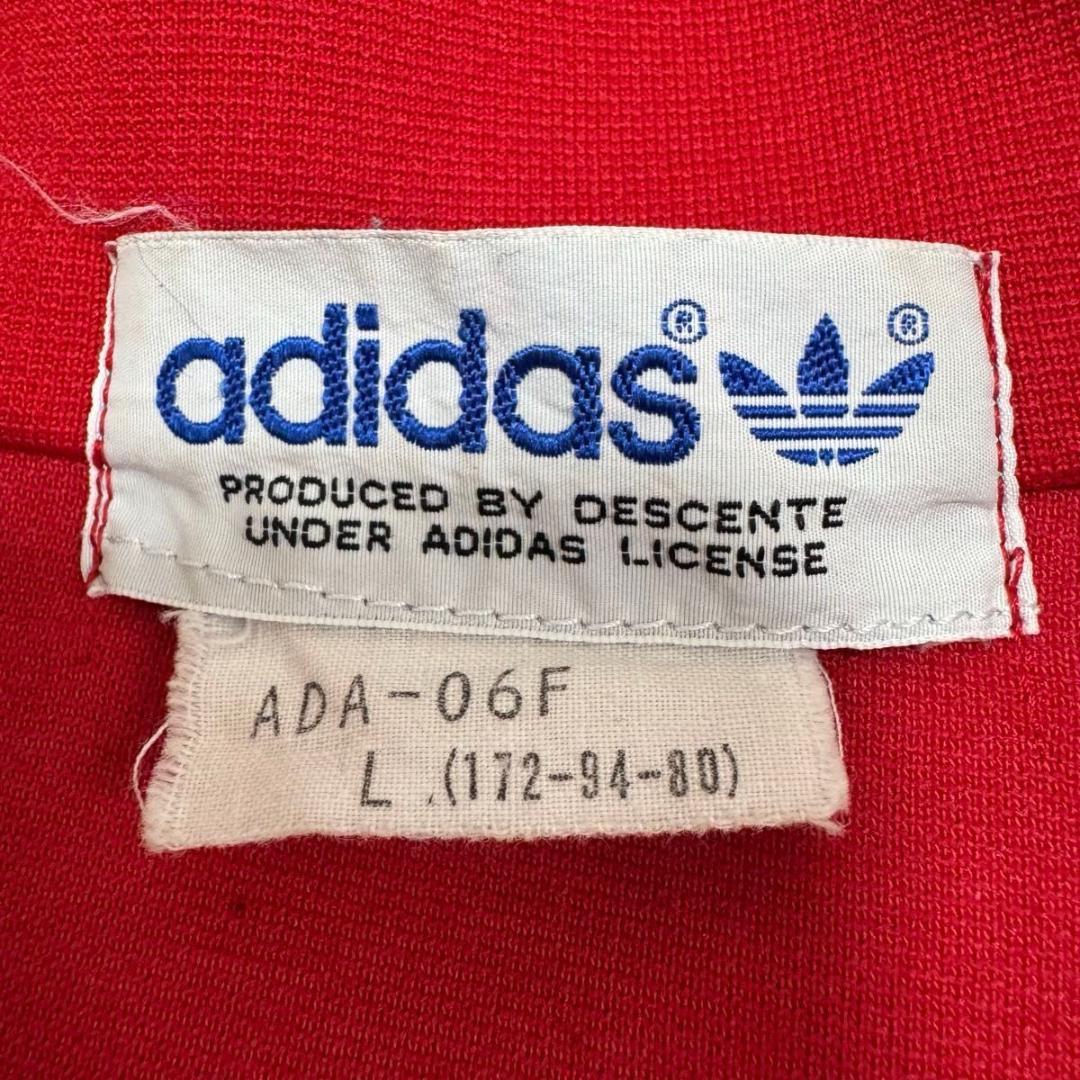 adidas® ®
PRODUCED BY DESCENTE
UNDER ADIDAS LICENSE
ADA-06F
L (172-94-80)